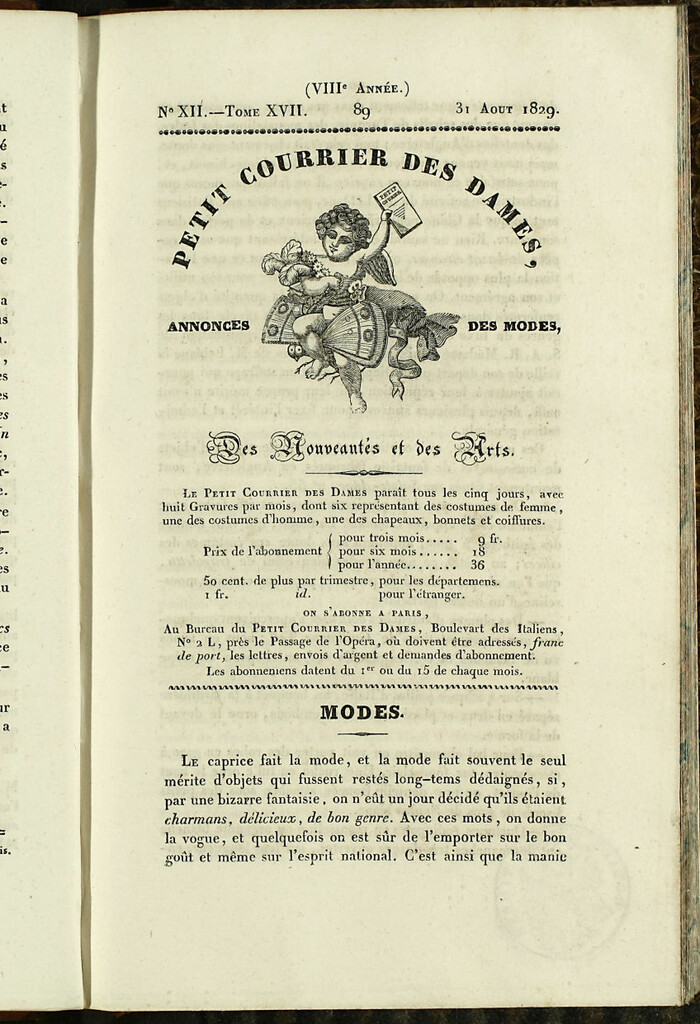 (VIIIe ANNÉE.)
No XII.—TOME XVII. 89 31 AOUT 1829.
PETIT COURRIER DES DAMES,
PETIT COURRIER
ANNONCES DES MODES,
Des Nouveautés et des Arts.
LE PETIT COURRIER DES DAMES paraît tous les cinq jours, avec
huit Gravures par mois, dont six représentant des costumes de femme,
une des costumes d'homme, une des chapeaux, bonnets et coiffures.
Prix de l'abonnement { pour trois mois..... 9 fr.
pour six mois...... 18
pour l'année........ 36
50 cent. de plus par trimestre, pour les départemens.
1 fr. id. pour l'étranger.
ON S'ABONNE A PARIS,
Au Bureau du PETIT COURRIER DES DAMES, Boulevart des Italiens,
No 2 L, près le Passage de l'Opéra, où doivent être adressés, franc
de port, les lettres, envois d'argent et demandes d'abonnement.
Les abonnemens datent du 1er ou du 15 de chaque mois.
MODES.
LE caprice fait la mode, et la mode fait souvent le seul
mérite d'objets qui fussent restés long-tems dédaignés, si,
par une bizarre fantaisie, on n'eût un jour décidé qu'ils étaient
charmans, délicieux, de bon genre. Avec ces mots, on donne
la vogue, et quelquefois on est sûr de l'emporter sur le bon
goût et même sur l'esprit national. C'est ainsi que la manie